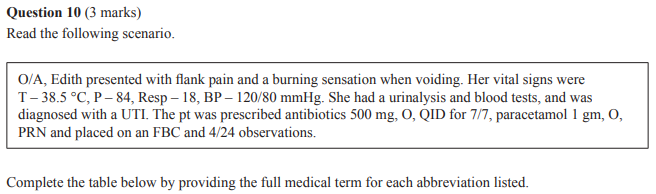 Question 10 (3 marks)
Read the following scenario.
O/A, Edith presented with flank pain and a burning sensation when voiding. Her vital signs were
T – 38.5 °C, P – 84, Resp – 18, BP – 120/80 mmHg. She had a urinalysis and blood tests, and was
diagnosed with a UTI. The pt was prescribed antibiotics 500 mg, O, QID for 7/7, paracetamol 1 gm, O,
PRN and placed on an FBC and 4/24 observations.
Complete the table below by providing the full medical term for each abbreviation listed.